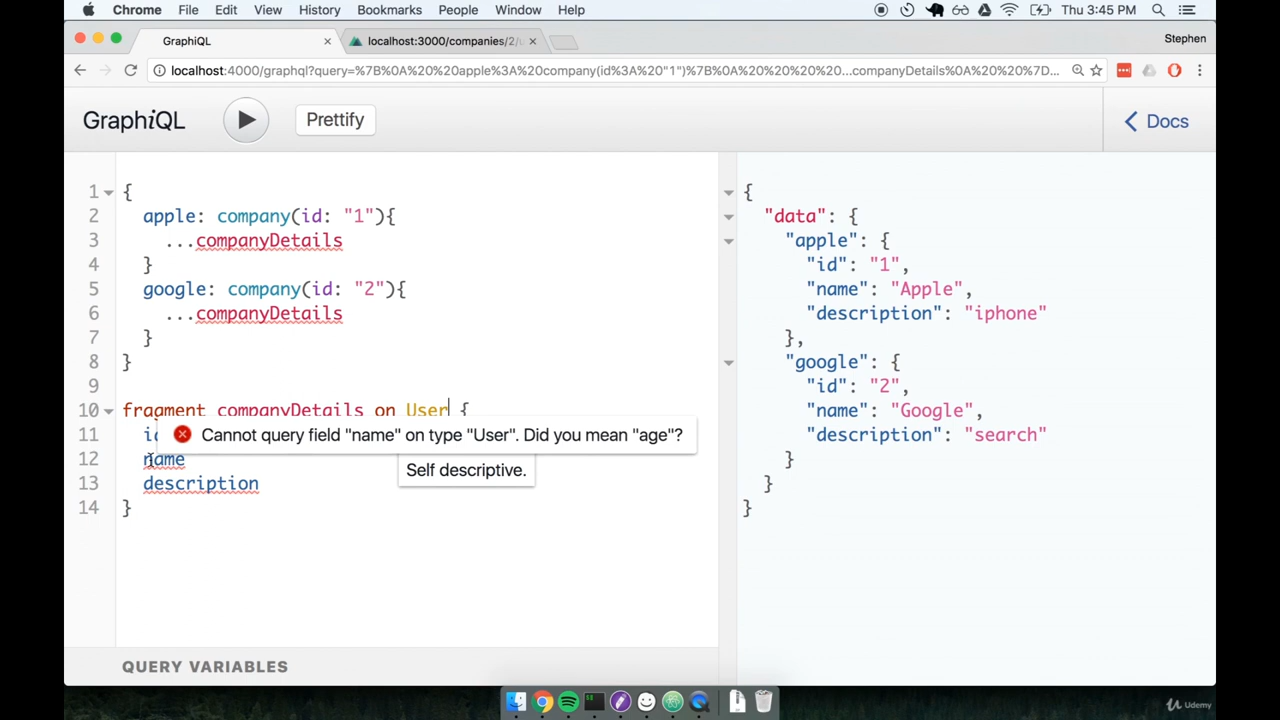 Chrome File Edit View History Bookmarks People Window Help Thu 3:45 PM
GraphiQL localhost:3000/companies/2/u Stephen
localhost:4000/graphql?query=%7B%0A%20%20apple%3A%20company(id%3A%20"1")%7B%0A%20%20%20%20...companyDetails%0A%20%20%7D...
GraphiQL Prettify Docs
1 {
2 apple: company(id: "1"){
3 ...companyDetails
4 }
5 google: company(id: "2"){
6 ...companyDetails
7 }
8 }
9
10 fragment companyDetails on User {
11 id
Cannot query field "name" on type "User". Did you mean "age"?
12 name
Self descriptive.
13 description
14 }
{
"data": {
"apple": {
"id": "1",
"name": "Apple",
"description": "iphone"
},
"google": {
"id": "2",
"name": "Google",
"description": "search"
}
}
}
QUERY VARIABLES
Udemy